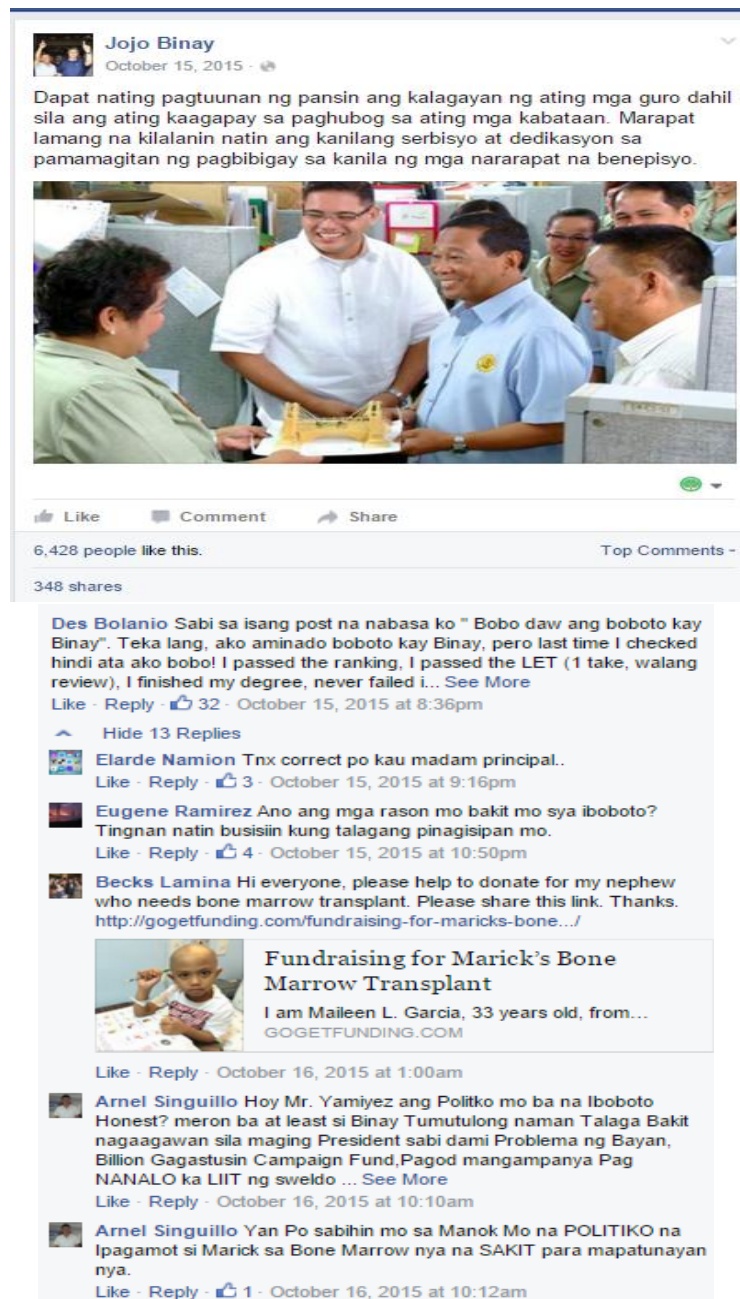 Jojo Binay
October 15, 2015 ·
Dapat nating pagtuunan ng pansin ang kalagayan ng ating mga guro dahil
sila ang ating kaagapay sa paghubog sa ating mga kabataan. Marapat
lamang na kilalanin natin ang kanilang serbisyo at dedikasyon sa
pamamagitan ng pagbibigay sa kanila ng mga nararapat na benepisyo.
Like Comment Share
6,428 people like this. Top Comments -
348 shares
Des Bolanio Sabi sa isang post na nabasa ko " Bobo daw ang boboto kay
Binay". Teka lang, ako aminado boboto kay Binay, pero last time I checked
hindi ata ako bobo! I passed the ranking, I passed the LET (1 take, walang
review), I finished my degree, never failed i... See More
Like · Reply · 32 · October 15, 2015 at 8:36pm
Hide 13 Replies
Elarde Namion Tnx correct po kau madam principal..
Like · Reply · 3 · October 15, 2015 at 9:16pm
Eugene Ramirez Ano ang mga rason mo bakit mo sya iboboto?
Tingnan natin busisiin kung talagang pinagisipan mo.
Like · Reply · 4 · October 15, 2015 at 10:50pm
Becks Lamina Hi everyone, please help to donate for my nephew
who needs bone marrow transplant. Please share this link. Thanks.
http://gogetfunding.com/fundraising-for-maricks-bone.../
Fundraising for Marick's Bone
Marrow Transplant
I am Maileen L. Garcia, 33 years old, from...
GOGETFUNDING.COM
Like · Reply · October 16, 2015 at 1:00am
Arnel Singuillo Hoy Mr. Yamiyez ang Politko mo ba na Iboboto
Honest? meron ba at least si Binay Tumutulong naman Talaga Bakit
nagaagawan sila maging President sabi dami Problema ng Bayan,
Billion Gagastusin Campaign Fund,Pagod mangampanya Pag
NANALO ka LIIT ng sweldo ... See More
Like · Reply · October 16, 2015 at 10:10am
Arnel Singuillo Yan Po sabihin mo sa Manok Mo na POLITIKO na
Ipagamot si Marick sa Bone Marrow nya na SAKIT para mapatunayan
nya.
Like · Reply · 1 · October 16, 2015 at 10:12am